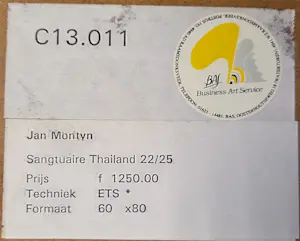 C13.011
BAS
Business Art Service
Jan Montyn
Sangtuaire Thailand 22/25
Prijs f 1250.00
Techniek ETS *
Formaat 60 x80